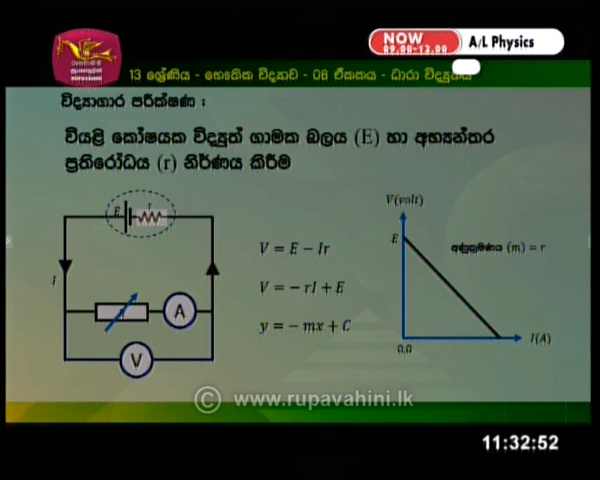 NOW
09.00-12.00
A/L Physics
RUPAVAHINI
13 ශ්‍රේණිය - භෞතික විද්‍යාව - 08 ඒකකය - ධාරා විද්‍යුතය
විද්‍යාගාර පරීක්ෂණ :
වියළි කෝෂයක විද්‍යුත් ගාමක බලය (E) හා අභ්‍යන්තර
ප්‍රතිරෝධය (r) නිර්ණය කිරීම
E r
I
A
V
V = E − Ir
V = − rI + E
y = − mx + C
V(volt)
E
අනුක්‍රමණය (m) = r
0,0
I(A)
© www.rupavahini.lk
11:32:52